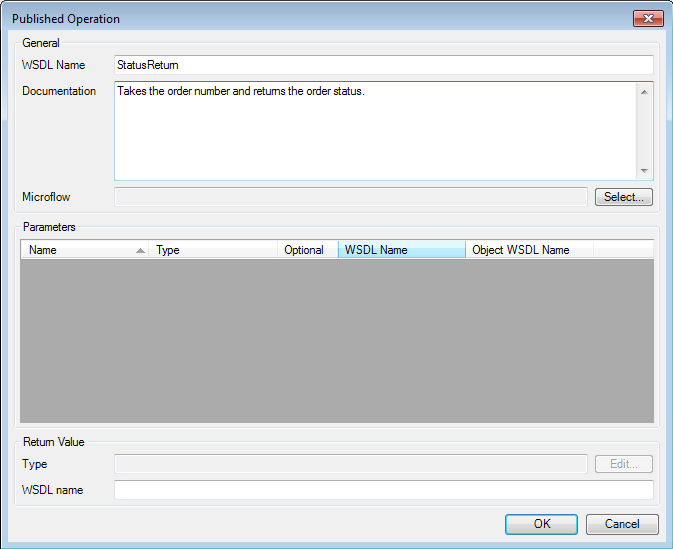 Published Operation
General
WSDL Name StatusReturn
Documentation Takes the order number and returns the order status.
Microflow Select...
Parameters
Name Type Optional WSDL Name Object WSDL Name
Return Value
Type Edit...
WSDL name
OK Cancel